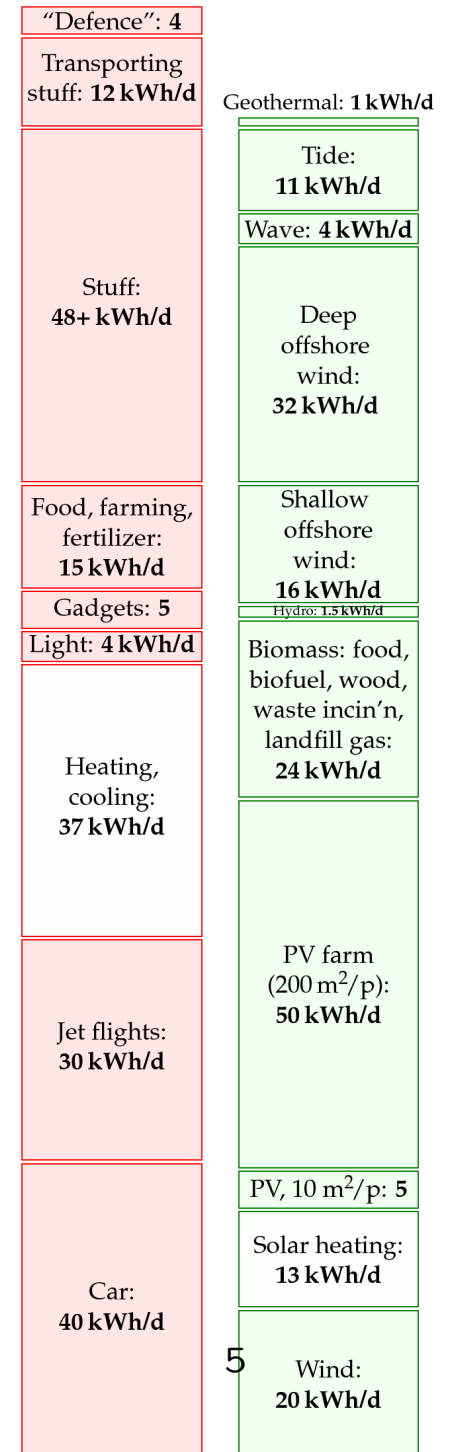 “Defence”: 4
Transporting
stuff: 12 kWh/d
Stuff:
48+ kWh/d
Food, farming,
fertilizer:
15 kWh/d
Gadgets: 5
Light: 4 kWh/d
Heating,
cooling:
37 kWh/d
Jet flights:
30 kWh/d
Car:
40 kWh/d
Geothermal: 1 kWh/d
Tide:
11 kWh/d
Wave: 4 kWh/d
Deep
offshore
wind:
32 kWh/d
Shallow
offshore
wind:
16 kWh/d
Hydro: 1.5 kWh/d
Biomass: food,
biofuel, wood,
waste incin’n,
landfill gas:
24 kWh/d
PV farm
(200 m²/p):
50 kWh/d
PV, 10 m²/p: 5
Solar heating:
13 kWh/d
Wind:
20 kWh/d
5